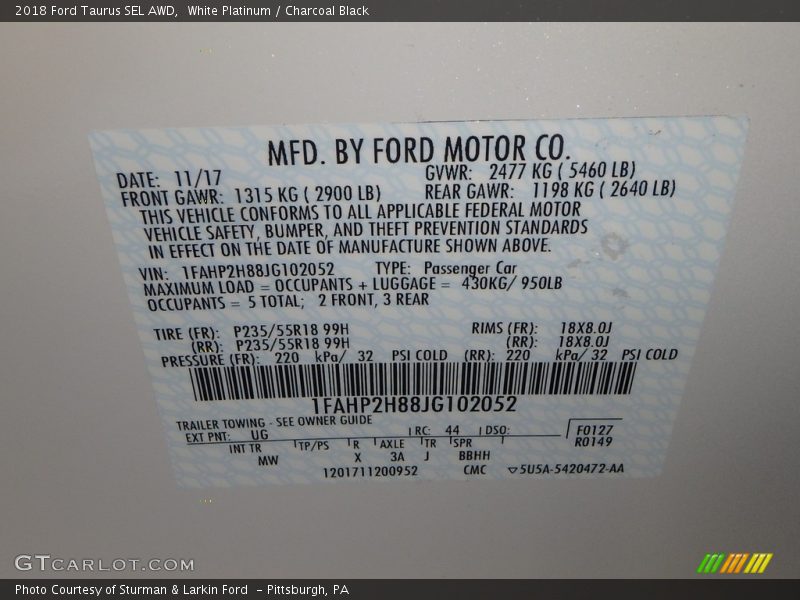 2018 Ford Taurus SEL AWD,  White Platinum / Charcoal Black
MFD. BY FORD MOTOR CO.
DATE: 11/17 GVWR: 2477 KG ( 5460 LB)
FRONT GAWR: 1315 KG ( 2900 LB) REAR GAWR: 1198 KG ( 2640 LB)
THIS VEHICLE CONFORMS TO ALL APPLICABLE FEDERAL MOTOR
VEHICLE SAFETY, BUMPER, AND THEFT PREVENTION STANDARDS
IN EFFECT ON THE DATE OF MANUFACTURE SHOWN ABOVE.
VIN: 1FAHP2H88JG102052 TYPE: Passenger Car
MAXIMUM LOAD = OCCUPANTS + LUGGAGE = 430KG/ 950LB
OCCUPANTS = 5 TOTAL; 2 FRONT, 3 REAR
TIRE (FR): P235/55R18 99H RIMS (FR): 18X8.0J
(RR): P235/55R18 99H (RR): 18X8.0J
PRESSURE (FR): 220 kPa/ 32 PSI COLD (RR): 220 kPa/ 32 PSI COLD
1FAHP2H88JG102052
TRAILER TOWING - SEE OWNER GUIDE
EXT PNT: UG RC: 44 DSO: F0127
R0149
INT TR TP/PS R AXLE TR SPR
MW X 3A J BBHH
1201711200952 CMC 5U5A-5420472-AA
GTCARLOT.COM
Photo Courtesy of Sturman & Larkin Ford  - Pittsburgh, PA